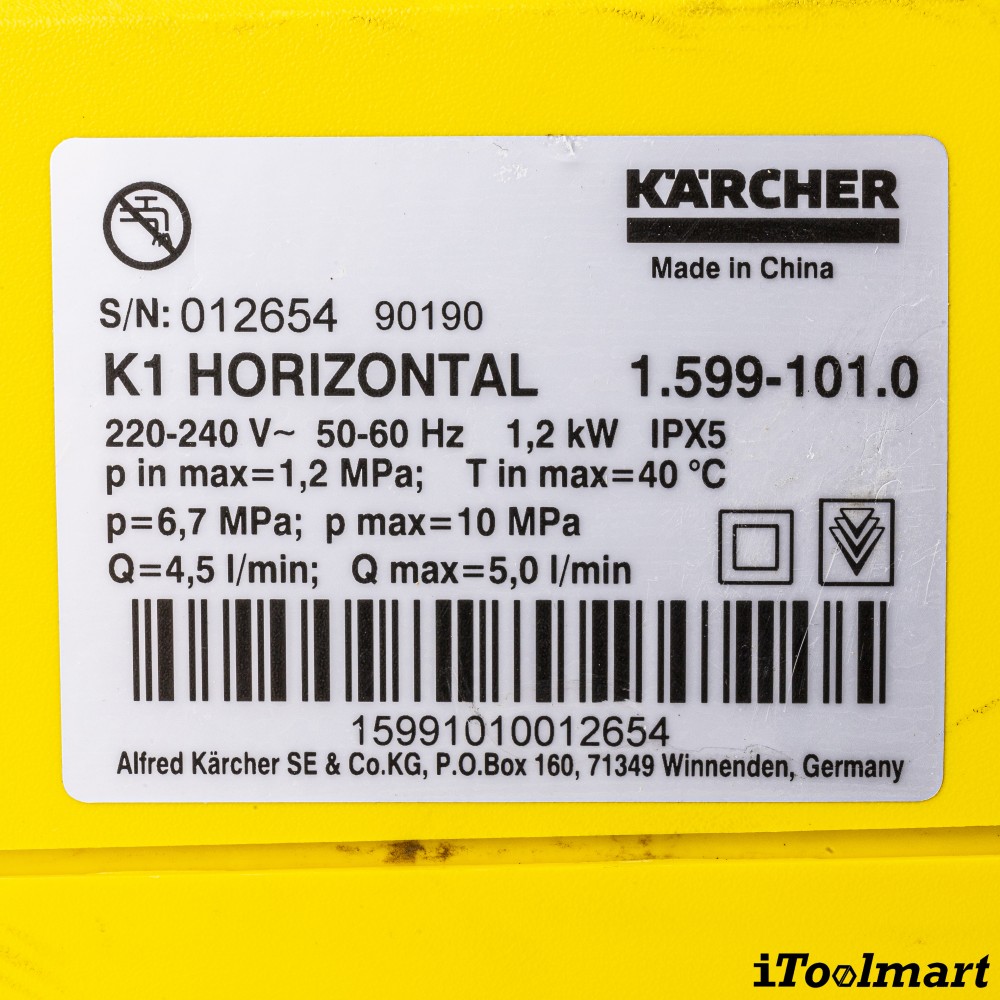 KÄRCHER
Made in China
S/N: 012654 90190
K1 HORIZONTAL 1.599-101.0
220-240 V~ 50-60 Hz 1,2 kW IPX5
p in max=1,2 MPa; T in max=40 °C
p=6,7 MPa; p max=10 MPa
Q=4,5 l/min; Q max=5,0 l/min
15991010012654
Alfred Kärcher SE & Co.KG, P.O.Box 160, 71349 Winnenden, Germany
iToolmart